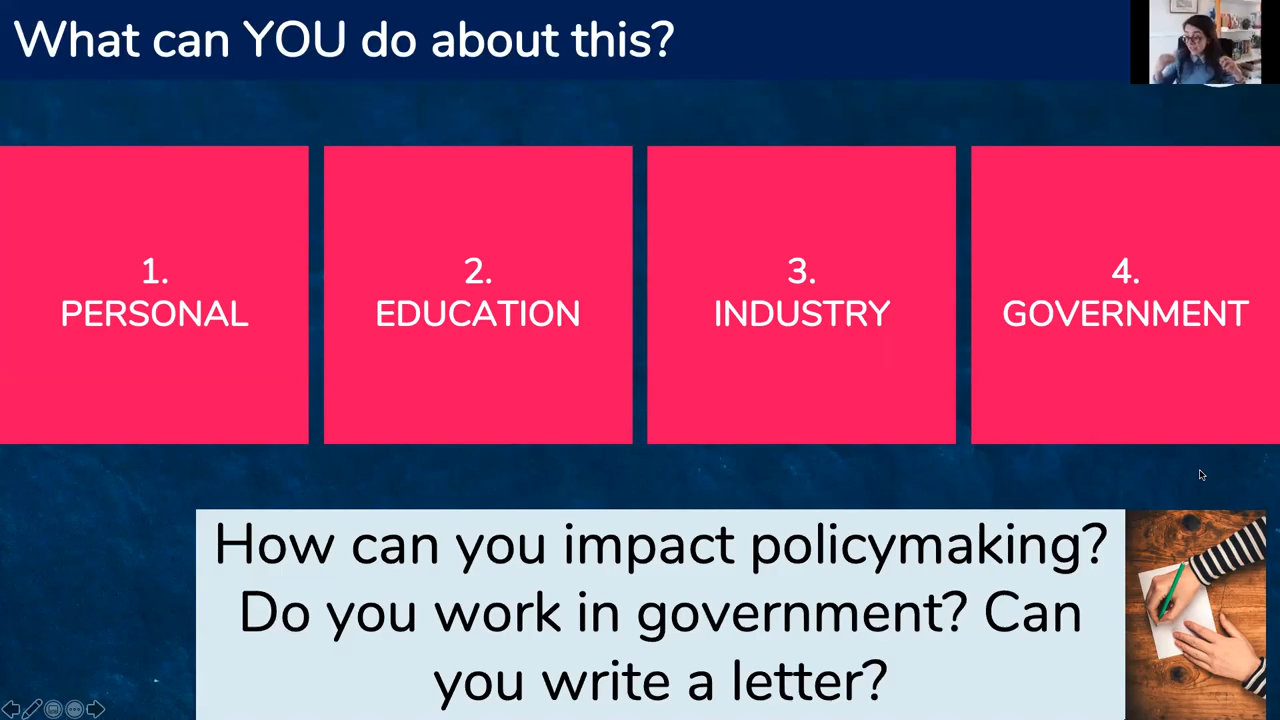 What can YOU do about this?
1.
PERSONAL
2.
EDUCATION
3.
INDUSTRY
4.
GOVERNMENT
How can you impact policymaking?
Do you work in government? Can
you write a letter?